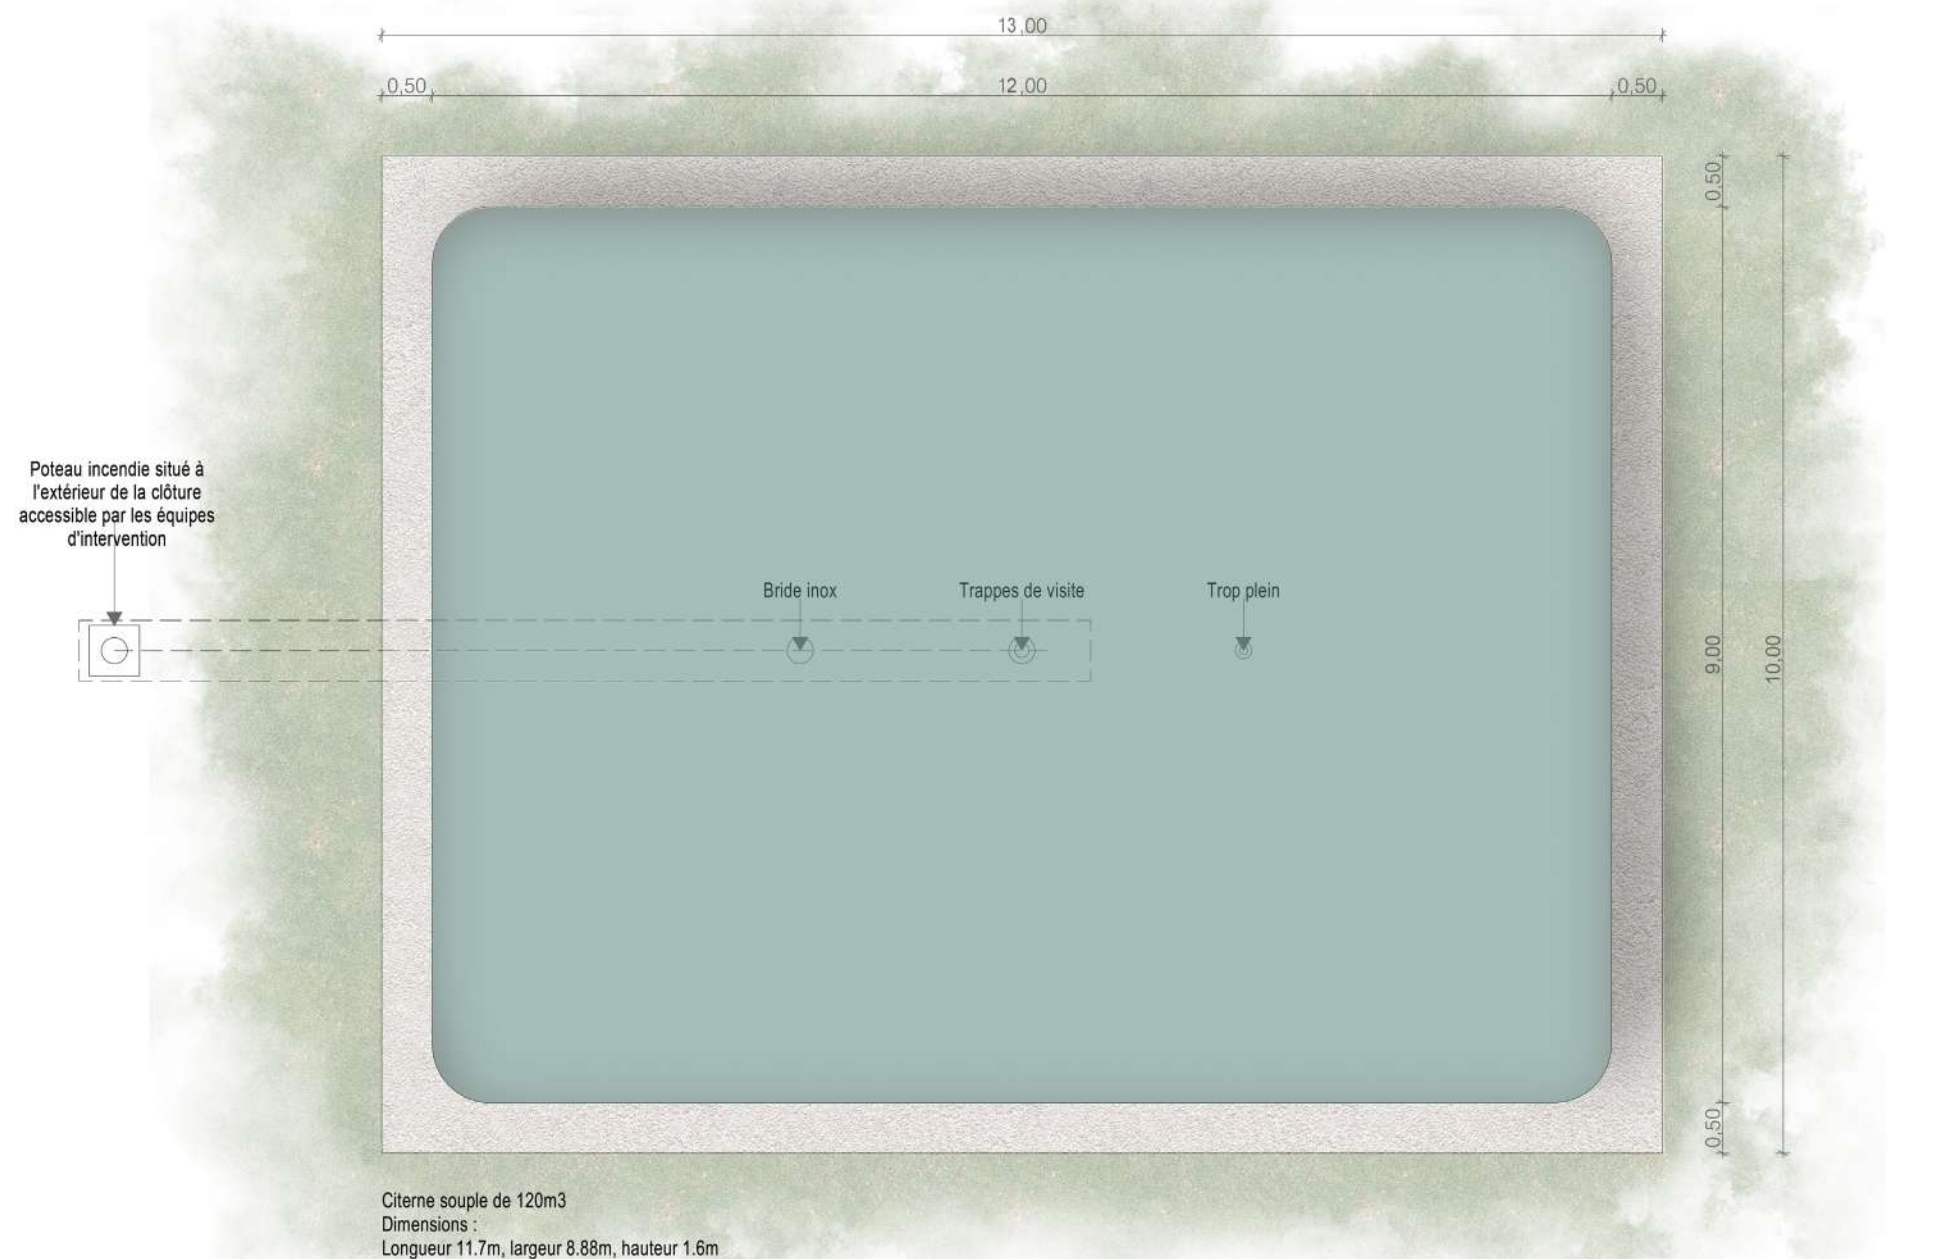 13,00
0,50
12,00
0,50
0,50
9,00
10,00
0,50
Poteau incendie situé à
l'extérieur de la clôture
accessible par les équipes
d'intervention
Bride inox
Trappes de visite
Trop plein
Citerne souple de 120m3
Dimensions :
Longueur 11.7m, largeur 8.88m, hauteur 1.6m